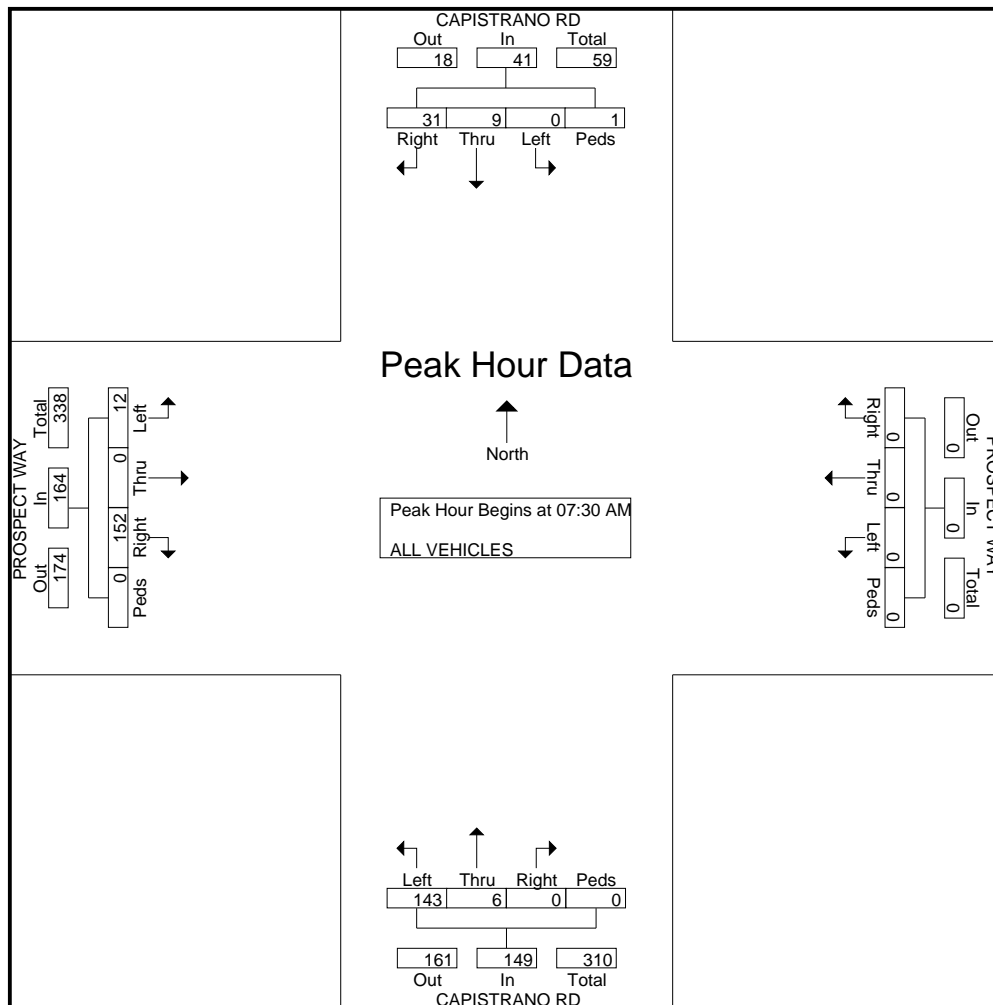 CAPISTRANO RD
Out In Total
18 41 59
31 9 0 1
Right Thru Left Peds
Peak Hour Data
North
Peak Hour Begins at 07:30 AM
ALL VEHICLES
PROSPECT WAY
Total In Out
338 164 174
12 0 152 0
Left Thru Right Peds
Right Thru Left Peds
0 0 0 0
Out In Total
0 0 0
PROSPECT WAY
Left Thru Right Peds
143 6 0 0
161 149 310
Out In Total
CAPISTRANO RD